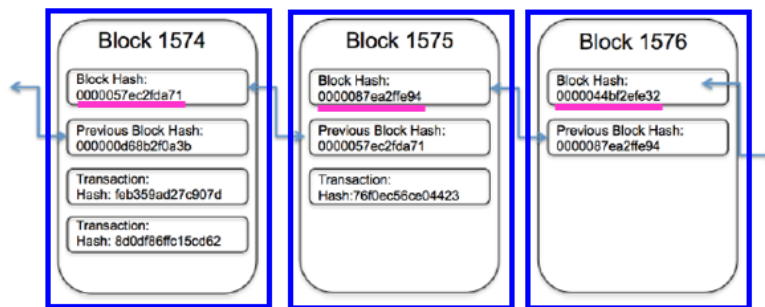 Block 1574
Block Hash:
0000057ec2fda71
Previous Block Hash:
000000d68b2f0a3b
Transaction:
Hash: feb359ad27c907d
Transaction:
Hash: 8d0df86ffc15cd62
Block 1575
Block Hash:
0000087ea2ffe94
Previous Block Hash:
0000057ec2fda71
Transaction:
Hash:76f0ec56ce04423
Block 1576
Block Hash:
0000044bf2efe32
Previous Block Hash:
0000087ea2ffe94